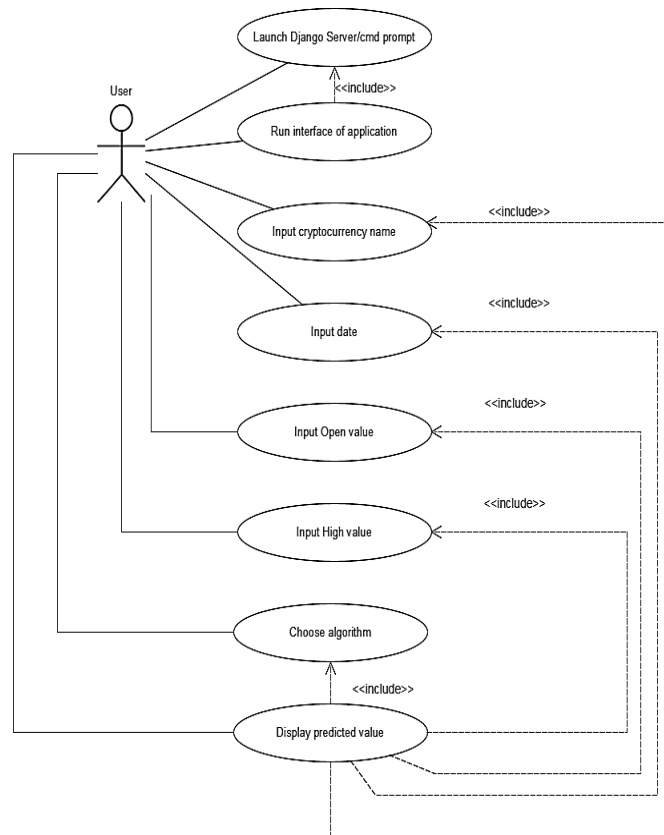 Launch Django Server/cmd prompt
<<include>>
User
Run interface of application
<<include>>
Input cryptocurrency name
<<include>>
Input date
<<include>>
Input Open value
<<include>>
Input High value
Choose algorithm
<<include>>
Display predicted value